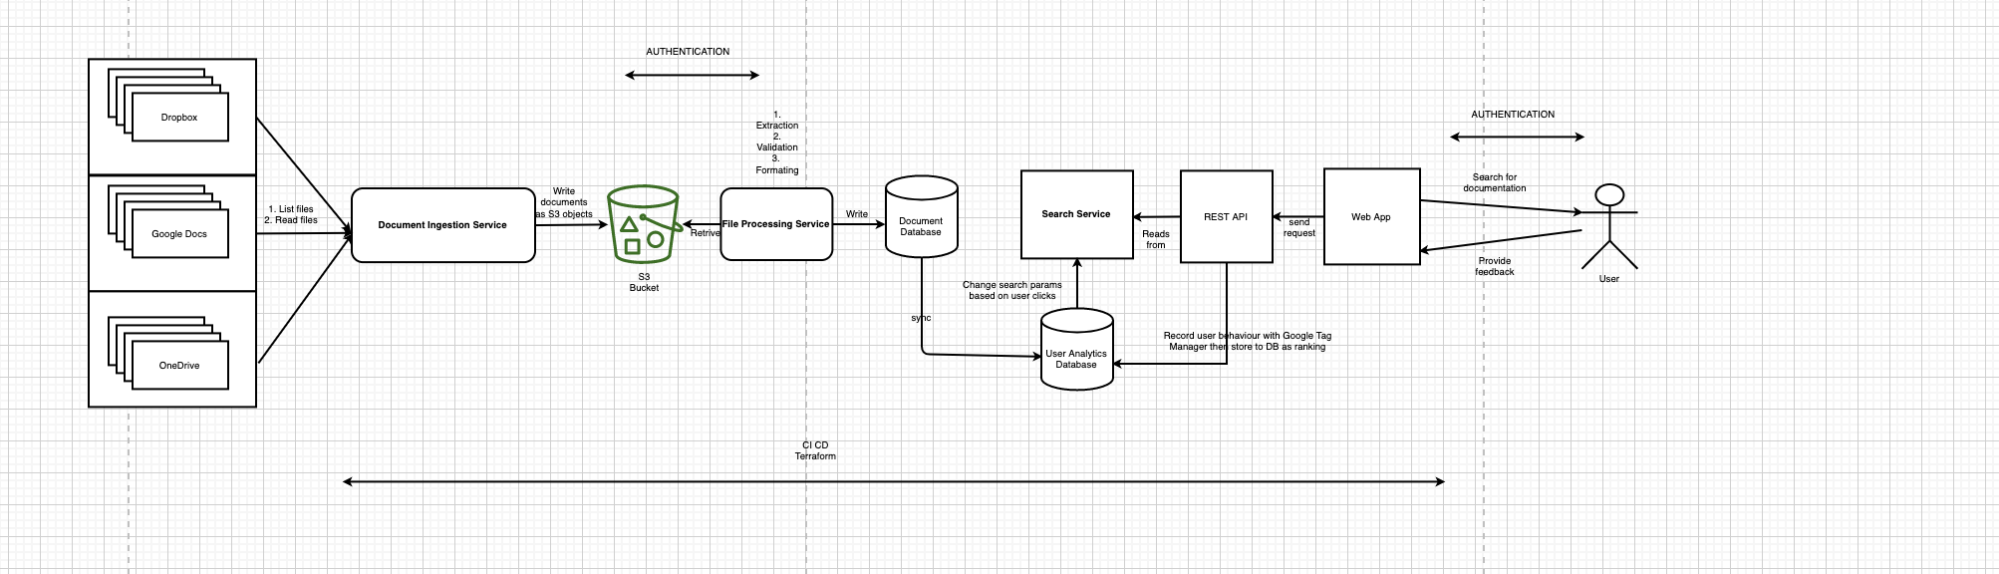 AUTHENTICATION
1.
Extraction
2.
Validation
3.
Formating
AUTHENTICATION
Dropbox
Google Docs
OneDrive
1. List files
2. Read files
Document Ingestion Service
Write
documents
as S3 objects
S3
Bucket
Retrive
File Processing Service
Write
Document
Database
sync
Search Service
Change search params
based on user clicks
User Analytics
Database
Reads
from
REST API
Record user behaviour with Google Tag
Manager then store to DB as ranking
send
request
Web App
Search for
documentation
Provide
feedback
User
CI CD
Terraform